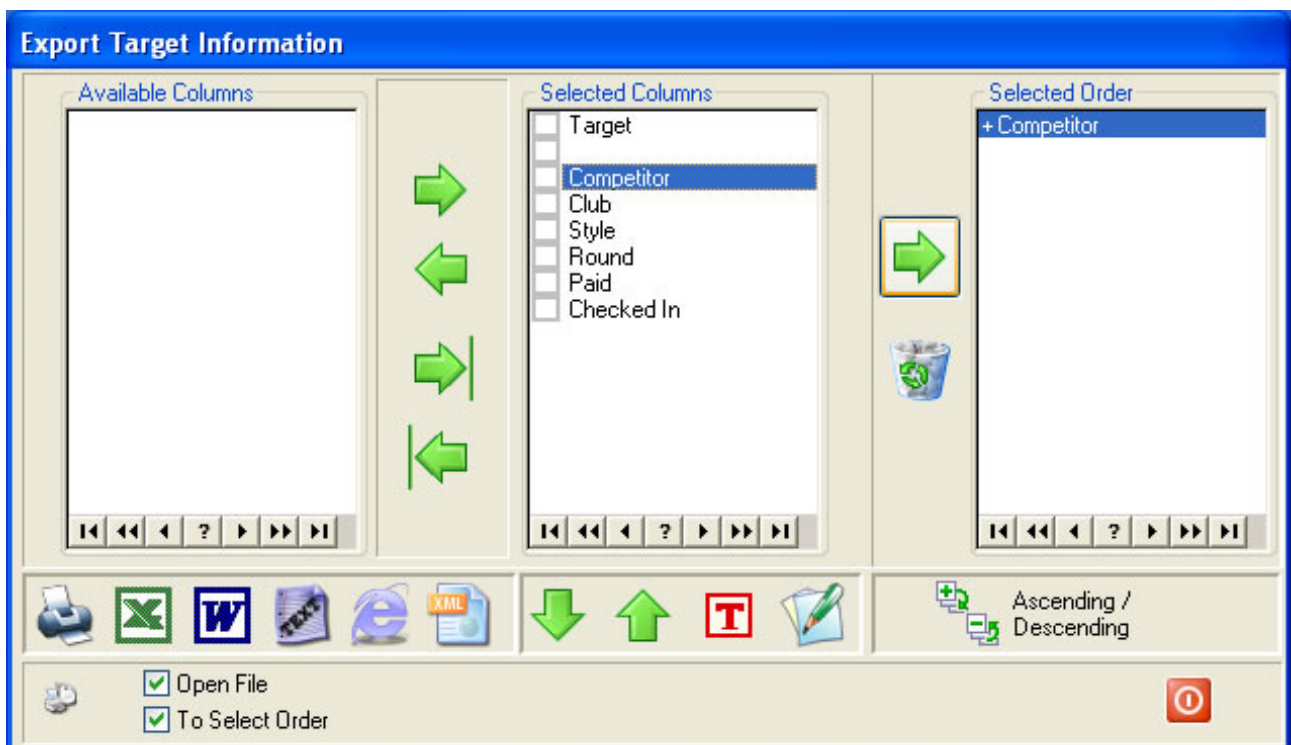 Export Target Information
Available Columns
Selected Columns
Selected Order
Target
Competitor
Club
Style
Round
Paid
Checked In
+ Competitor
?
?
?
W
TEXT
XML
T
Ascending /
Descending
Open File
To Select Order